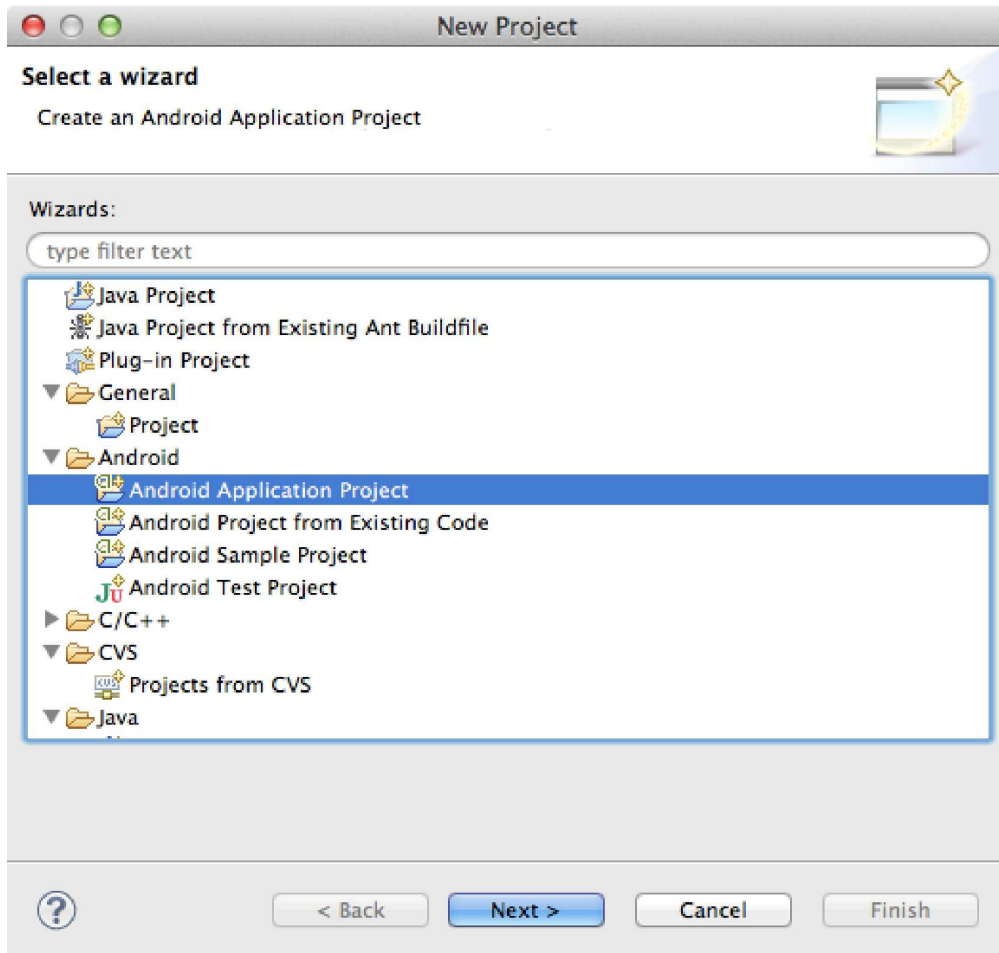 New Project
Select a wizard
Create an Android Application Project
Wizards:
type filter text
Java Project
Java Project from Existing Ant Buildfile
Plug-in Project
General
Project
Android
Android Application Project
Android Project from Existing Code
Android Sample Project
Android Test Project
C/C++
CVS
Projects from CVS
Java
? < Back Next > Cancel Finish